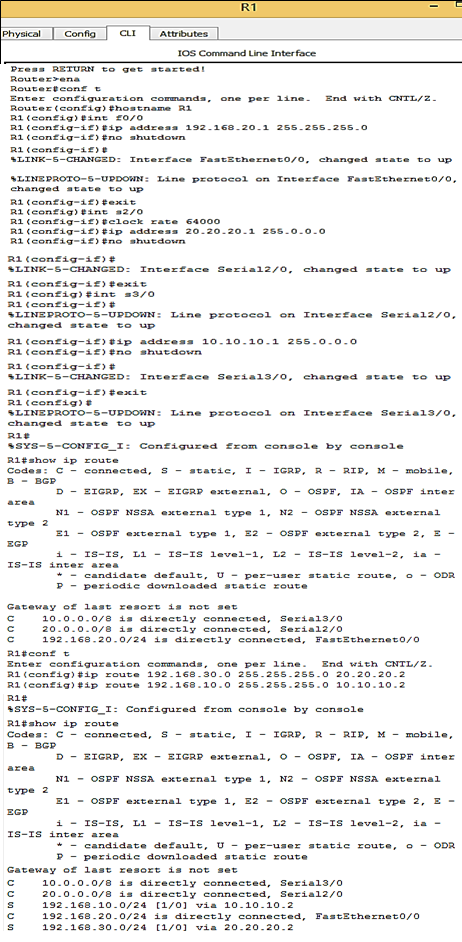 R1
Physical Config CLI Attributes
IOS Command Line Interface
Press RETURN to get started!
Router>ena
Router#conf t
Enter configuration commands, one per line. End with CNTL/Z.
Router(config)#hostname R1
R1(config)#int f0/0
R1(config-if)#ip address 192.168.20.1 255.255.255.0
R1(config-if)#no shutdown
R1(config-if)#
%LINK-5-CHANGED: Interface FastEthernet0/0, changed state to up
%LINEPROTO-5-UPDOWN: Line protocol on Interface FastEthernet0/0,
changed state to up
R1(config-if)#exit
R1(config)#int s2/0
R1(config-if)#clock rate 64000
R1(config-if)#ip address 20.20.20.1 255.0.0.0
R1(config-if)#no shutdown
R1(config-if)#
%LINK-5-CHANGED: Interface Serial2/0, changed state to up
R1(config-if)#exit
R1(config)#int s3/0
R1(config-if)#
%LINEPROTO-5-UPDOWN: Line protocol on Interface Serial2/0,
changed state to up
R1(config-if)#ip address 10.10.10.1 255.0.0.0
R1(config-if)#no shutdown
R1(config-if)#
%LINK-5-CHANGED: Interface Serial3/0, changed state to up
R1(config-if)#exit
R1(config)#
%LINEPROTO-5-UPDOWN: Line protocol on Interface Serial3/0,
changed state to up
R1#
%SYS-5-CONFIG_I: Configured from console by console
R1#show ip route
Codes: C - connected, S - static, I - IGRP, R - RIP, M - mobile,
B - BGP
D - EIGRP, EX - EIGRP external, O - OSPF, IA - OSPF inter
area
N1 - OSPF NSSA external type 1, N2 - OSPF NSSA external
type 2
E1 - OSPF external type 1, E2 - OSPF external type 2, E -
EGP
i - IS-IS, L1 - IS-IS level-1, L2 - IS-IS level-2, ia -
IS-IS inter area
* - candidate default, U - per-user static route, o - ODR
P - periodic downloaded static route
Gateway of last resort is not set
C 10.0.0.0/8 is directly connected, Serial3/0
C 20.0.0.0/8 is directly connected, Serial2/0
C 192.168.20.0/24 is directly connected, FastEthernet0/0
R1#conf t
Enter configuration commands, one per line. End with CNTL/Z.
R1(config)#ip route 192.168.30.0 255.255.255.0 20.20.20.2
R1(config)#ip route 192.168.10.0 255.255.255.0 10.10.10.2
R1#
%SYS-5-CONFIG_I: Configured from console by console
R1#show ip route
Codes: C - connected, S - static, I - IGRP, R - RIP, M - mobile,
B - BGP
D - EIGRP, EX - EIGRP external, O - OSPF, IA - OSPF inter
area
N1 - OSPF NSSA external type 1, N2 - OSPF NSSA external
type 2
E1 - OSPF external type 1, E2 - OSPF external type 2, E -
EGP
i - IS-IS, L1 - IS-IS level-1, L2 - IS-IS level-2, ia -
IS-IS inter area
* - candidate default, U - per-user static route, o - ODR
P - periodic downloaded static route
Gateway of last resort is not set
C 10.0.0.0/8 is directly connected, Serial3/0
C 20.0.0.0/8 is directly connected, Serial2/0
S 192.168.10.0/24 [1/0] via 10.10.10.2
C 192.168.20.0/24 is directly connected, FastEthernet0/0
S 192.168.30.0/24 [1/0] via 20.20.20.2